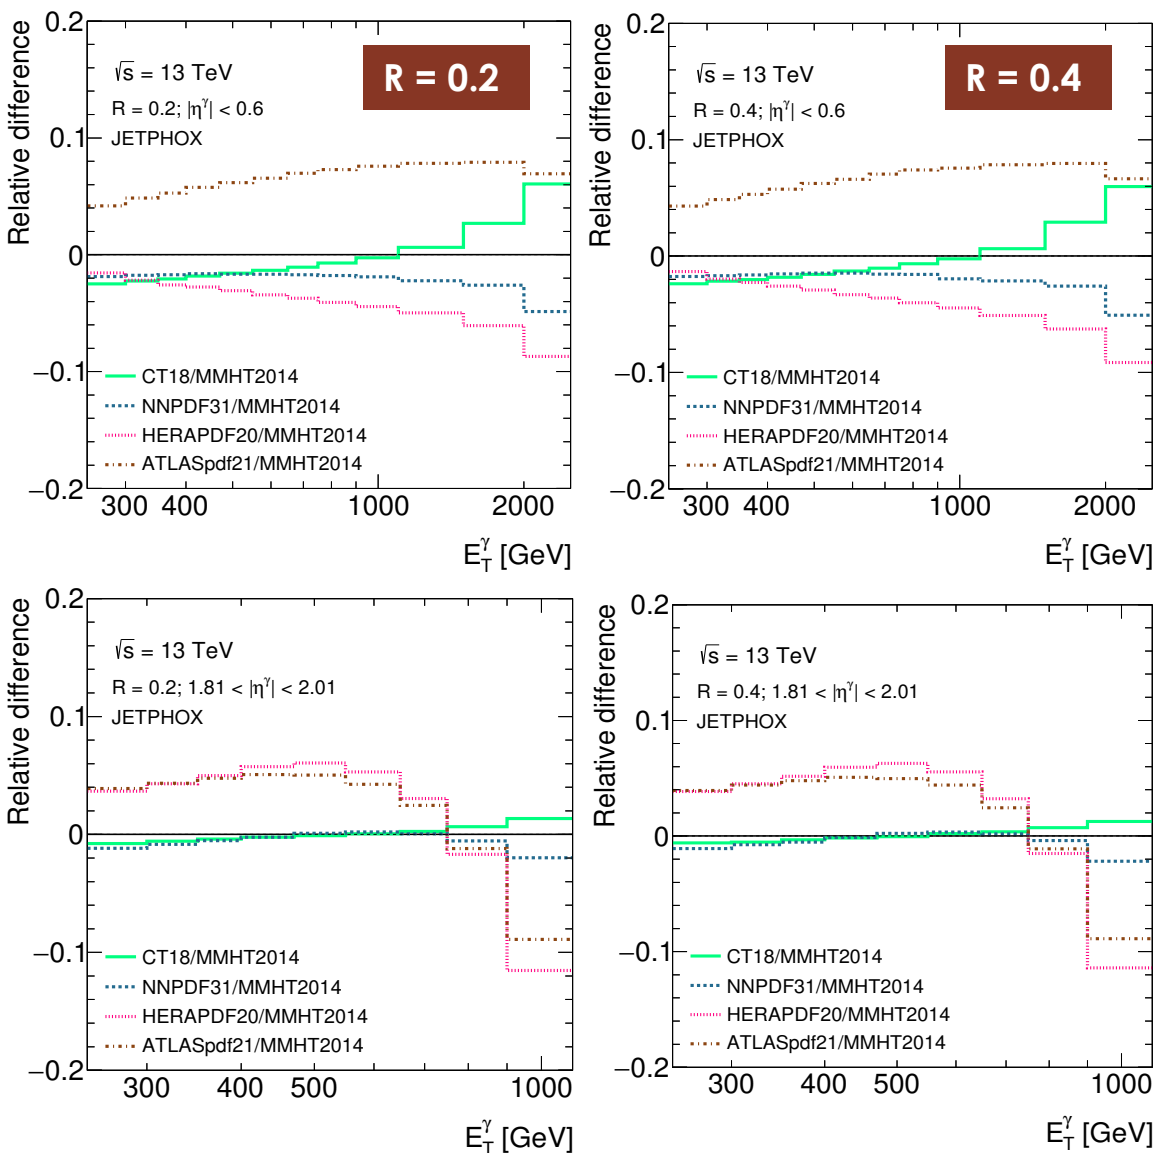 0.2
0.1
0
−0.1
−0.2
Relative difference
√s = 13 TeV
R = 0.2
R = 0.2; |η^γ| < 0.6
JETPHOX
CT18/MMHT2014
NNPDF31/MMHT2014
HERAPDF20/MMHT2014
ATLASpdf21/MMHT2014
300 400 1000 2000
E_T^γ [GeV]
0.2
0.1
0
−0.1
−0.2
Relative difference
√s = 13 TeV
R = 0.4
R = 0.4; |η^γ| < 0.6
JETPHOX
CT18/MMHT2014
NNPDF31/MMHT2014
HERAPDF20/MMHT2014
ATLASpdf21/MMHT2014
300 400 1000 2000
E_T^γ [GeV]
0.2
0.1
0
−0.1
−0.2
Relative difference
√s = 13 TeV
R = 0.2; 1.81 < |η^γ| < 2.01
JETPHOX
CT18/MMHT2014
NNPDF31/MMHT2014
HERAPDF20/MMHT2014
ATLASpdf21/MMHT2014
300 400 500 1000
E_T^γ [GeV]
0.2
0.1
0
−0.1
−0.2
Relative difference
√s = 13 TeV
R = 0.4; 1.81 < |η^γ| < 2.01
JETPHOX
CT18/MMHT2014
NNPDF31/MMHT2014
HERAPDF20/MMHT2014
ATLASpdf21/MMHT2014
300 400 500 1000
E_T^γ [GeV]